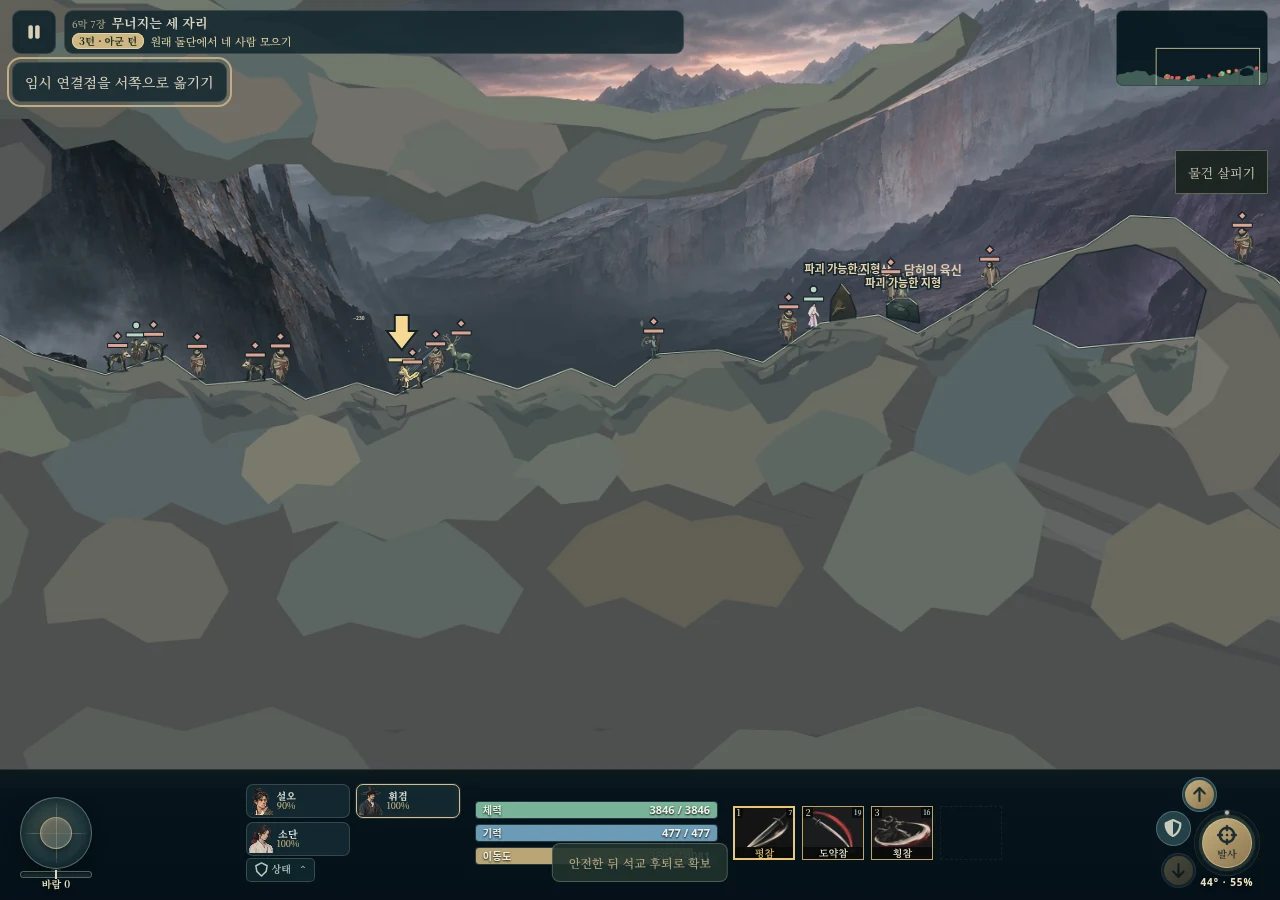 6막 7장 무너지는 세 자리
3턴 · 아군 턴 원래 돌단에서 네 사람 모으기
임시 연결점을 서쪽으로 옮기기
물건 살피기
파괴 가능한 지형
담허의 육신
파괴 가능한 지형
-230
설오
90%
휘겸
100%
소단
100%
상태
체력 3846 / 3846
기력 477 / 477
이동도
안전한 뒤 석교 후퇴로 확보
1 7
평참
2 19
도약참
3 16
횡참
발사
44° · 55%
바람 0